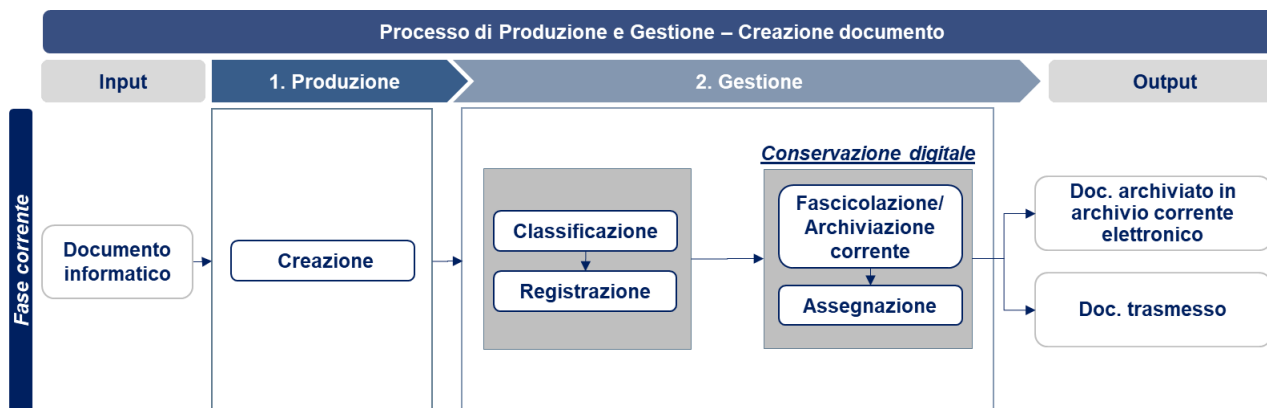 Processo di Produzione e Gestione – Creazione documento
Input
1. Produzione
2. Gestione
Output
Fase corrente
Documento
informatico
Creazione
Classificazione
Registrazione
Conservazione digitale
Fascicolazione/
Archiviazione
corrente
Assegnazione
Doc. archiviato in
archivio corrente
elettronico
Doc. trasmesso